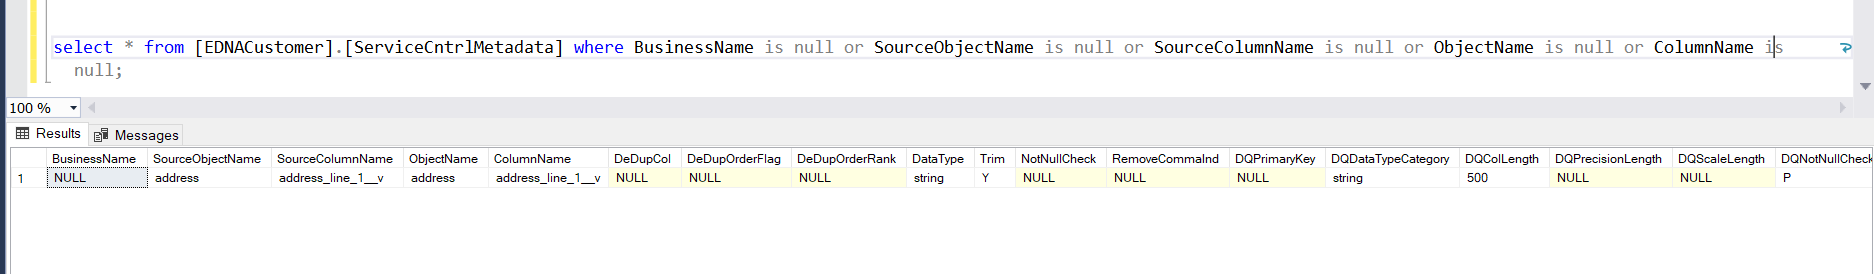 select * from [EDNACustomer].[ServiceCntrlMetadata] where BusinessName is null or SourceObjectName is null or SourceColumnName is null or ObjectName is null or ColumnName is
null;
100 %
Results Messages
BusinessName SourceObjectName SourceColumnName ObjectName ColumnName DeDupCol DeDupOrderFlag DeDupOrderRank DataType Trim NotNullCheck RemoveCommaInd DQPrimaryKey DQDataTypeCategory DQColLength DQPrecisionLength DQScaleLength DQNotNullCheck
1 NULL address address_line_1__v address address_line_1__v NULL NULL NULL string Y NULL NULL NULL string 500 NULL NULL P